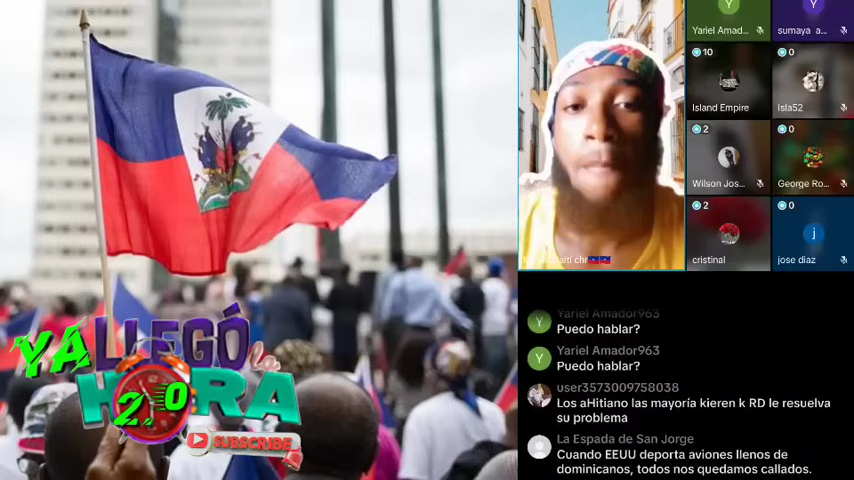 YA LLEGÓ
HORA
2.0
SUBSCRIBE
Yariel Amad...
sumaya a...
10
Island Empire
0
Isla52
2
Wilson Jos...
0
George Ro...
2
cristinal
0
j
jose diaz
Y
Yariel Amador963
Puedo hablar?
Y
Yariel Amador963
Puedo hablar?
user3573009758038
Los aHitiano las mayoría kieren k RD le resuelva
su problema
La Espada de San Jorge
Cuando EEUU deporta aviones llenos de
dominicanos, todos nos quedamos callados.